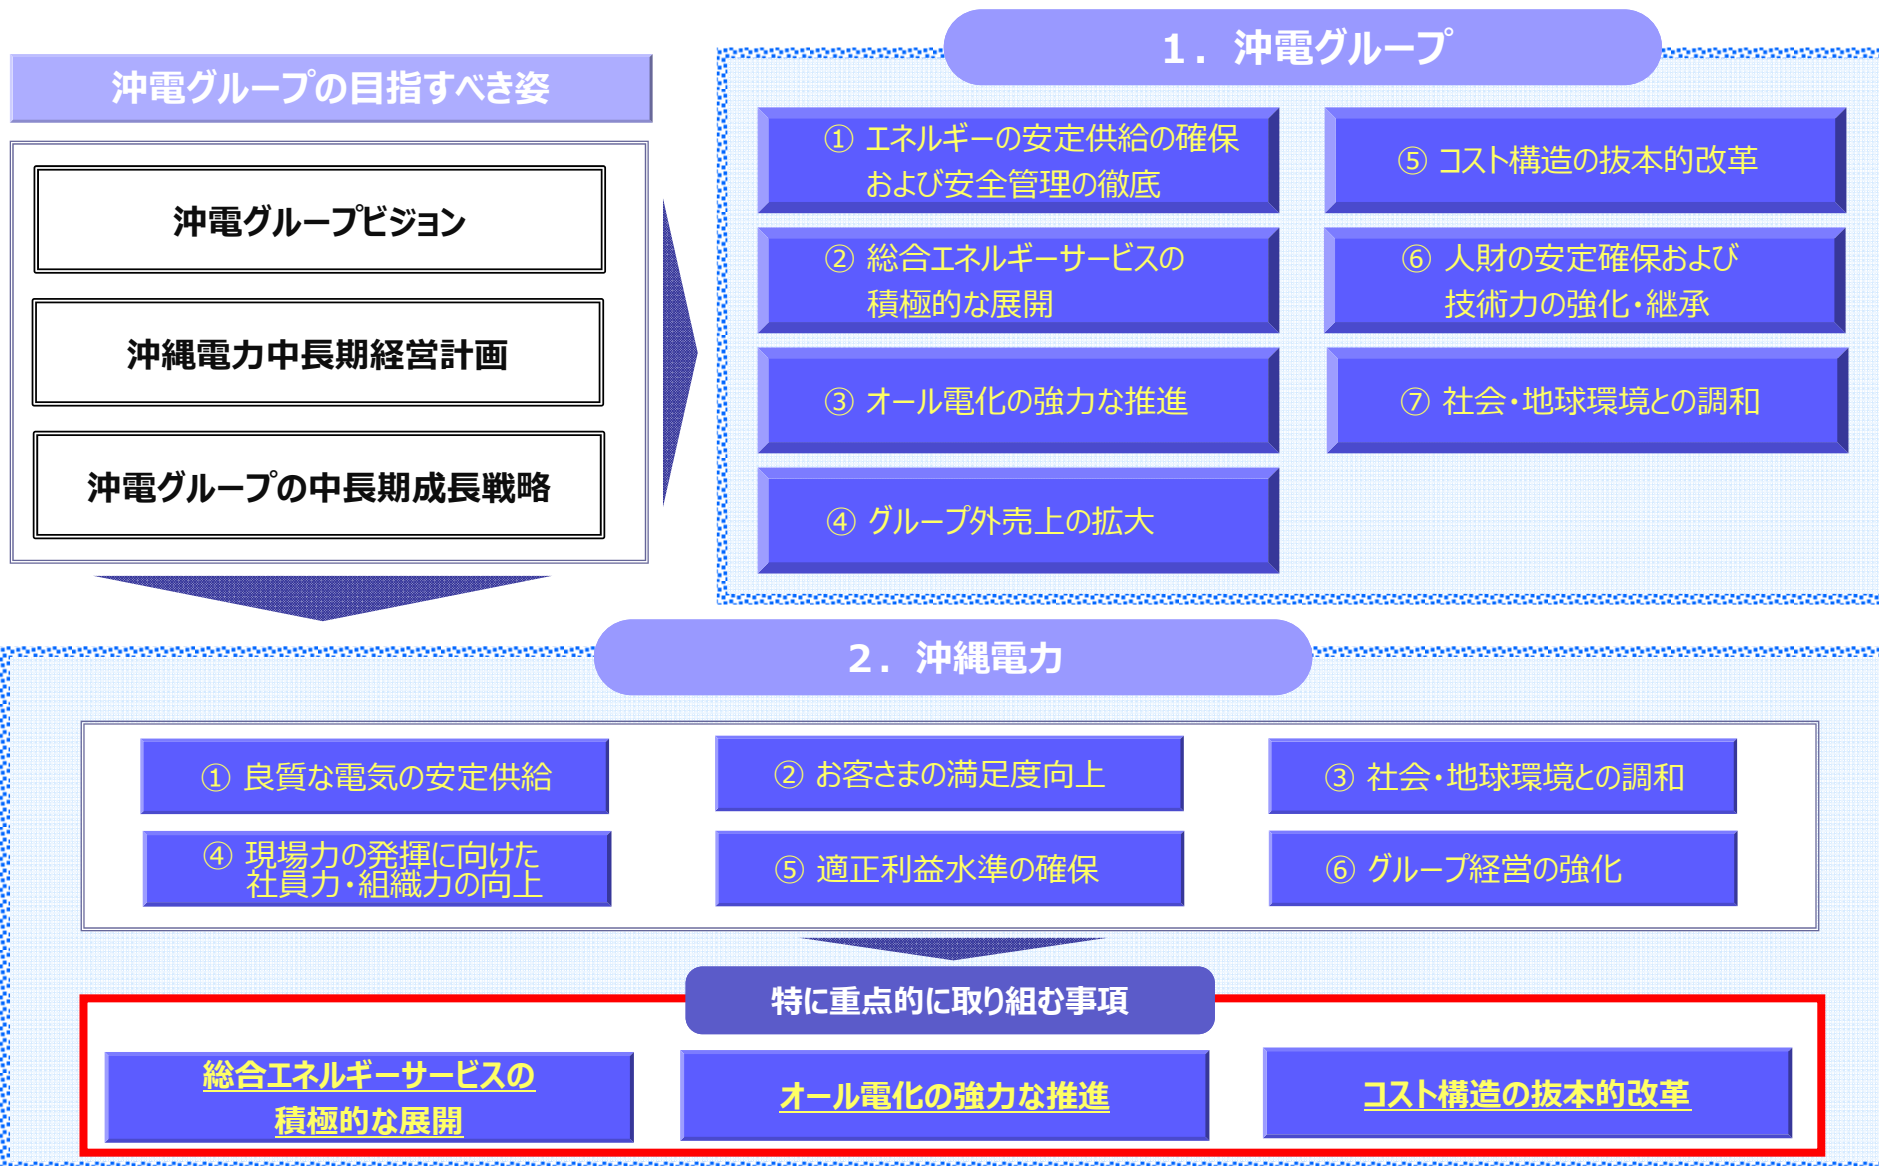 沖電グループの目指すべき姿
沖電グループビジョン
沖縄電力中長期経営計画
沖電グループの中長期成長戦略
1．沖電グループ
① エネルギーの安定供給の確保
および安全管理の徹底
② 総合エネルギーサービスの
積極的な展開
③ オール電化の強力な推進
④ グループ外売上の拡大
⑤ コスト構造の抜本的改革
⑥ 人財の安定確保および
技術力の強化・継承
⑦ 社会・地球環境との調和
2．沖縄電力
① 良質な電気の安定供給
② お客さまの満足度向上
③ 社会・地球環境との調和
④ 現場力の発揮に向けた
社員力・組織力の向上
⑤ 適正利益水準の確保
⑥ グループ経営の強化
特に重点的に取り組む事項
総合エネルギーサービスの
積極的な展開
オール電化の強力な推進
コスト構造の抜本的改革